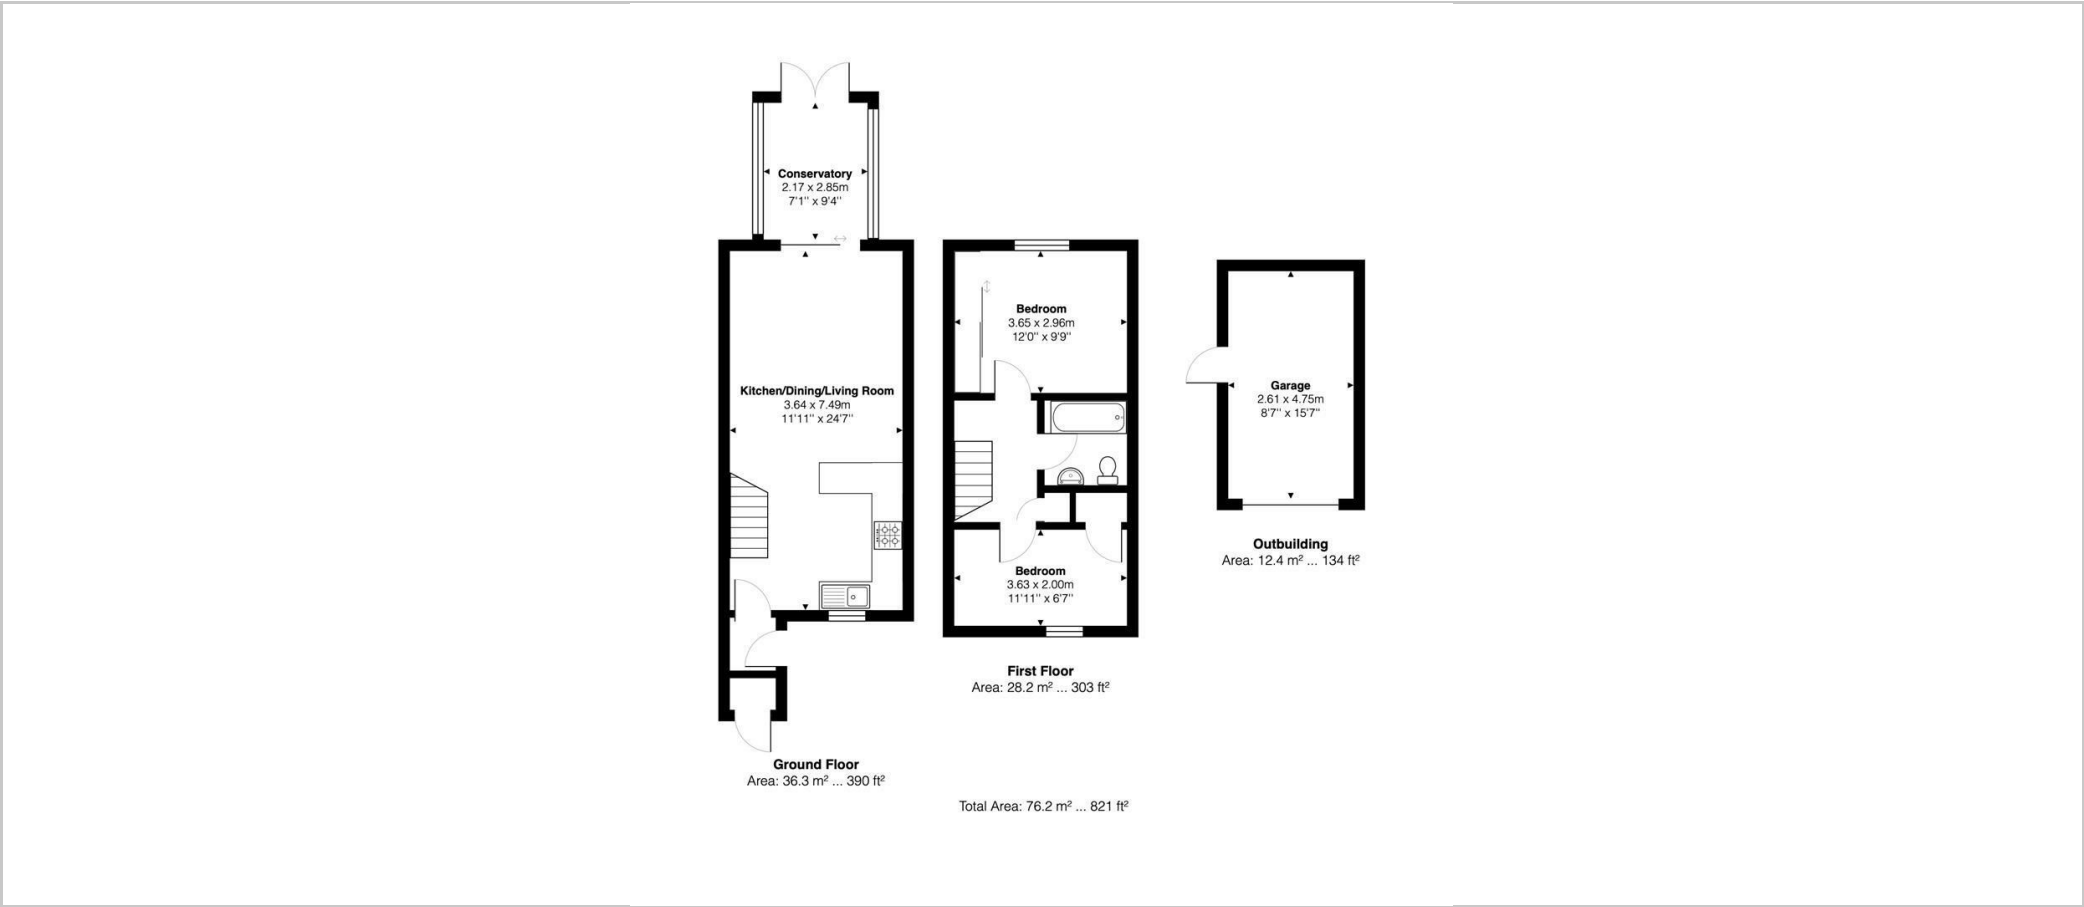 Conservatory
2.17 x 2.85m
7'1'' x 9'4''
Kitchen/Dining/Living Room
3.64 x 7.49m
11'11'' x 24'7''
Ground Floor
Area: 36.3 m² ... 390 ft²
Bedroom
3.65 x 2.96m
12'0'' x 9'9''
Bedroom
3.63 x 2.00m
11'11'' x 6'7''
First Floor
Area: 28.2 m² ... 303 ft²
Garage
2.61 x 4.75m
8'7'' x 15'7''
Outbuilding
Area: 12.4 m² ... 134 ft²
Total Area: 76.2 m² ... 821 ft²